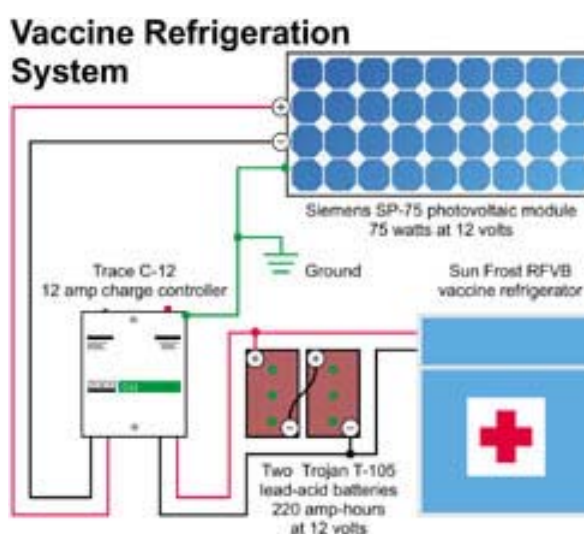 Vaccine Refrigeration
System
+
−
Siemens SP-75 photovoltaic module
75 watts at 12 volts
Ground
Trace C-12
12 amp charge controller
Sun Frost RFVB
vaccine refrigerator
+
+
−
−
Two Trojan T-105
lead-acid batteries
220 amp-hours
at 12 volts